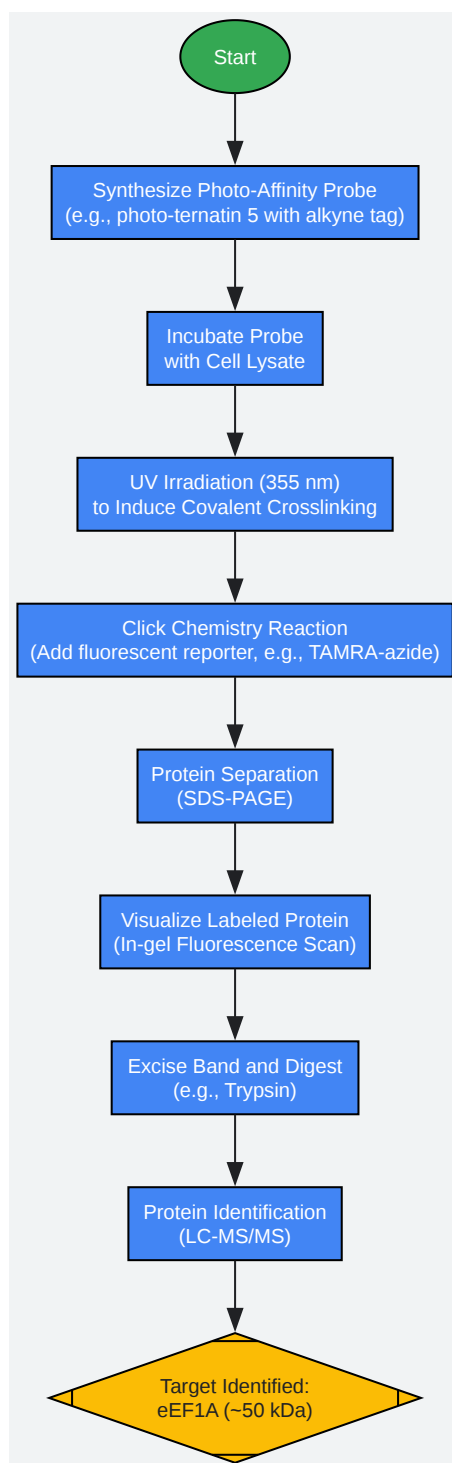 Start
Synthesize Photo-Affinity Probe
(e.g., photo-ternatin 5 with alkyne tag)
Incubate Probe
with Cell Lysate
UV Irradiation (355 nm)
to Induce Covalent Crosslinking
Click Chemistry Reaction
(Add fluorescent reporter, e.g., TAMRA-azide)
Protein Separation
(SDS-PAGE)
Visualize Labeled Protein
(In-gel Fluorescence Scan)
Excise Band and Digest
(e.g., Trypsin)
Protein Identification
(LC-MS/MS)
Target Identified:
eEF1A (~50 kDa)